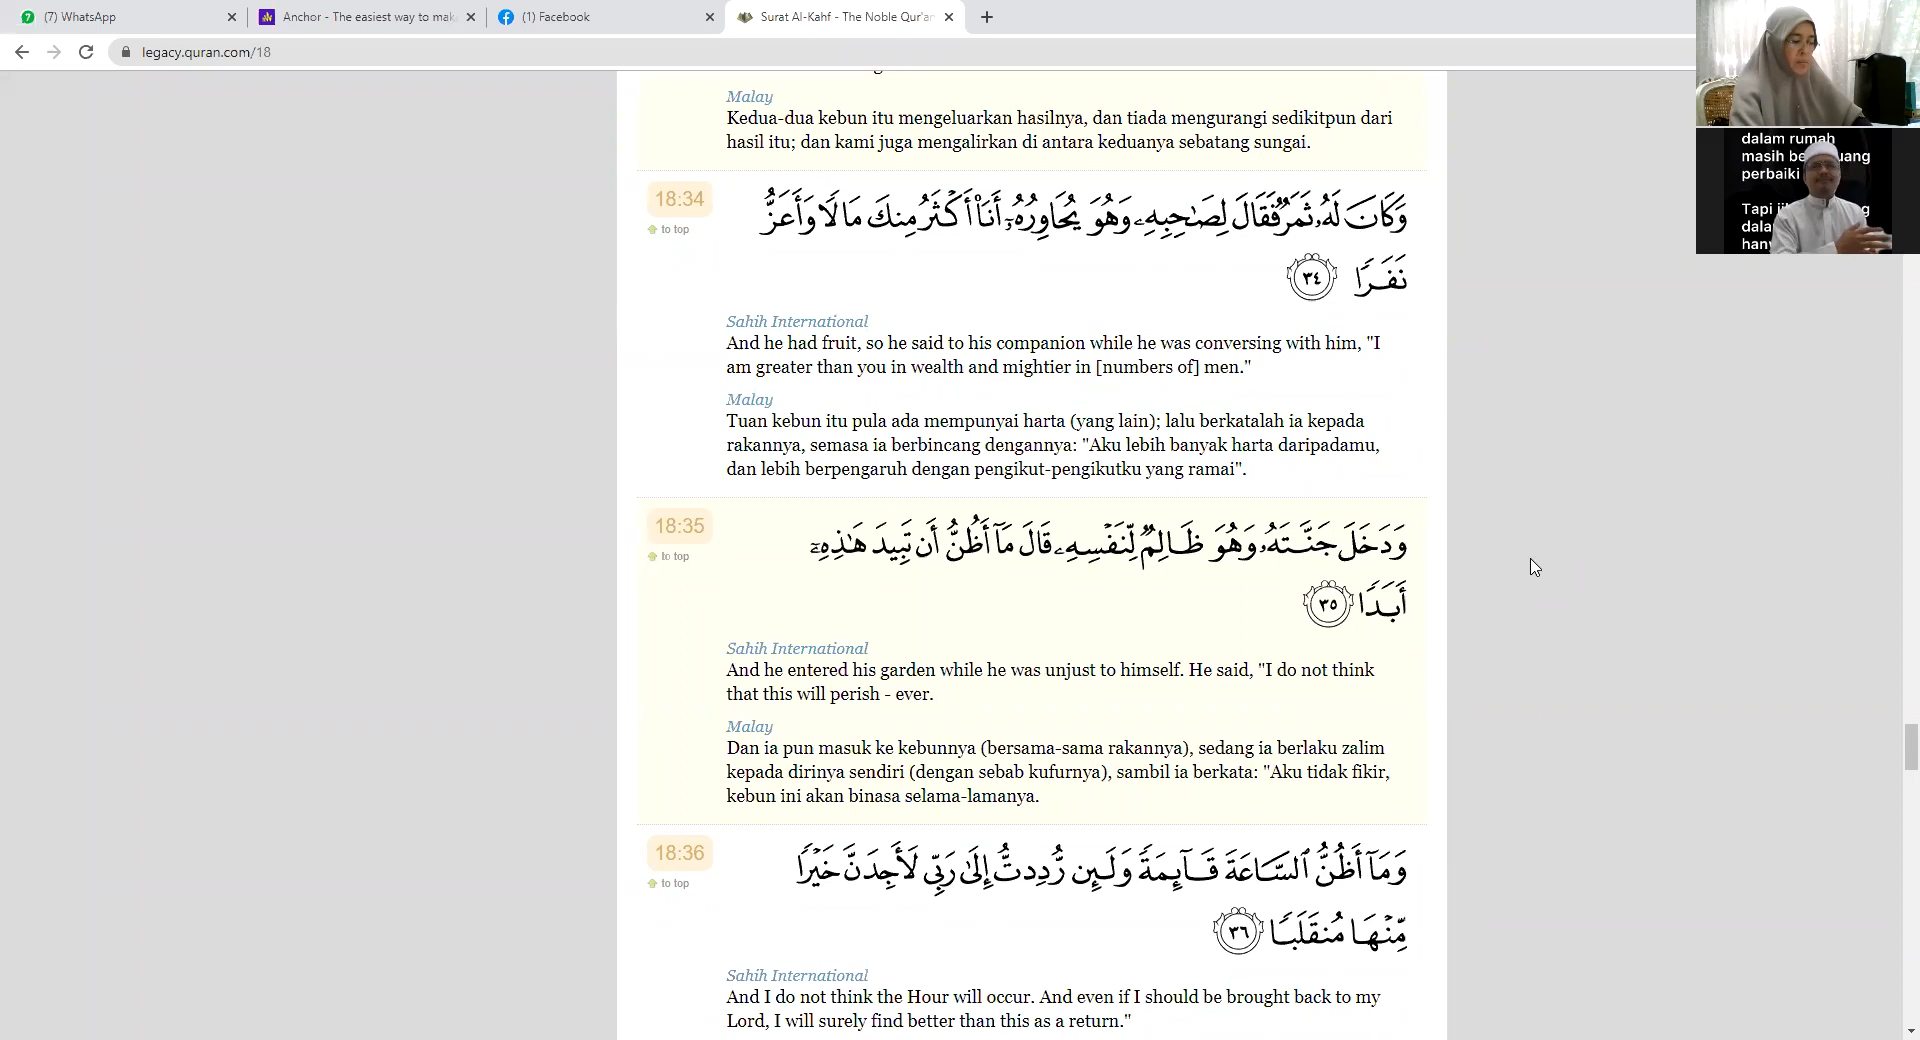 (7) WhatsApp
Anchor - The easiest way to mak
(1) Facebook
Surat Al-Kahf - The Noble Qur'an
legacy.quran.com/18
Malay
Kedua-dua kebun itu mengeluarkan hasilnya, dan tiada mengurangi sedikitpun dari
hasil itu; dan kami juga mengalirkan di antara keduanya sebatang sungai.
18:34
to top
وَكَانَ لَهُۥ ثَمَرٌ فَقَالَ لِصَـٰحِبِهِۦ وَهُوَ يُحَاوِرُهُۥٓ أَنَا۠ أَكْثَرُ مِنكَ مَالًا وَأَعَزُّ
نَفَرًا ٣٤
Sahih International
And he had fruit, so he said to his companion while he was conversing with him, "I
am greater than you in wealth and mightier in [numbers of] men."
Malay
Tuan kebun itu pula ada mempunyai harta (yang lain); lalu berkatalah ia kepada
rakannya, semasa ia berbincang dengannya: "Aku lebih banyak harta daripadamu,
dan lebih berpengaruh dengan pengikut-pengikutku yang ramai".
18:35
to top
وَدَخَلَ جَنَّتَهُۥ وَهُوَ ظَالِمٌ لِّنَفْسِهِۦ قَالَ مَآ أَظُنُّ أَن تَبِيدَ هَـٰذِهِۦٓ
أَبَدًا ٣٥
Sahih International
And he entered his garden while he was unjust to himself. He said, "I do not think
that this will perish - ever.
Malay
Dan ia pun masuk ke kebunnya (bersama-sama rakannya), sedang ia berlaku zalim
kepada dirinya sendiri (dengan sebab kufurnya), sambil ia berkata: "Aku tidak fikir,
kebun ini akan binasa selama-lamanya.
18:36
to top
وَمَآ أَظُنُّ ٱلسَّاعَةَ قَآئِمَةً وَلَئِن رُّدِدتُّ إِلَىٰ رَبِّى لَأَجِدَنَّ خَيْرًا
مِّنْهَا مُنقَلَبًا ٣٦
Sahih International
And I do not think the Hour will occur. And even if I should be brought back to my
Lord, I will surely find better than this as a return."
dalam rumah
masih
perbaiki
Tapi